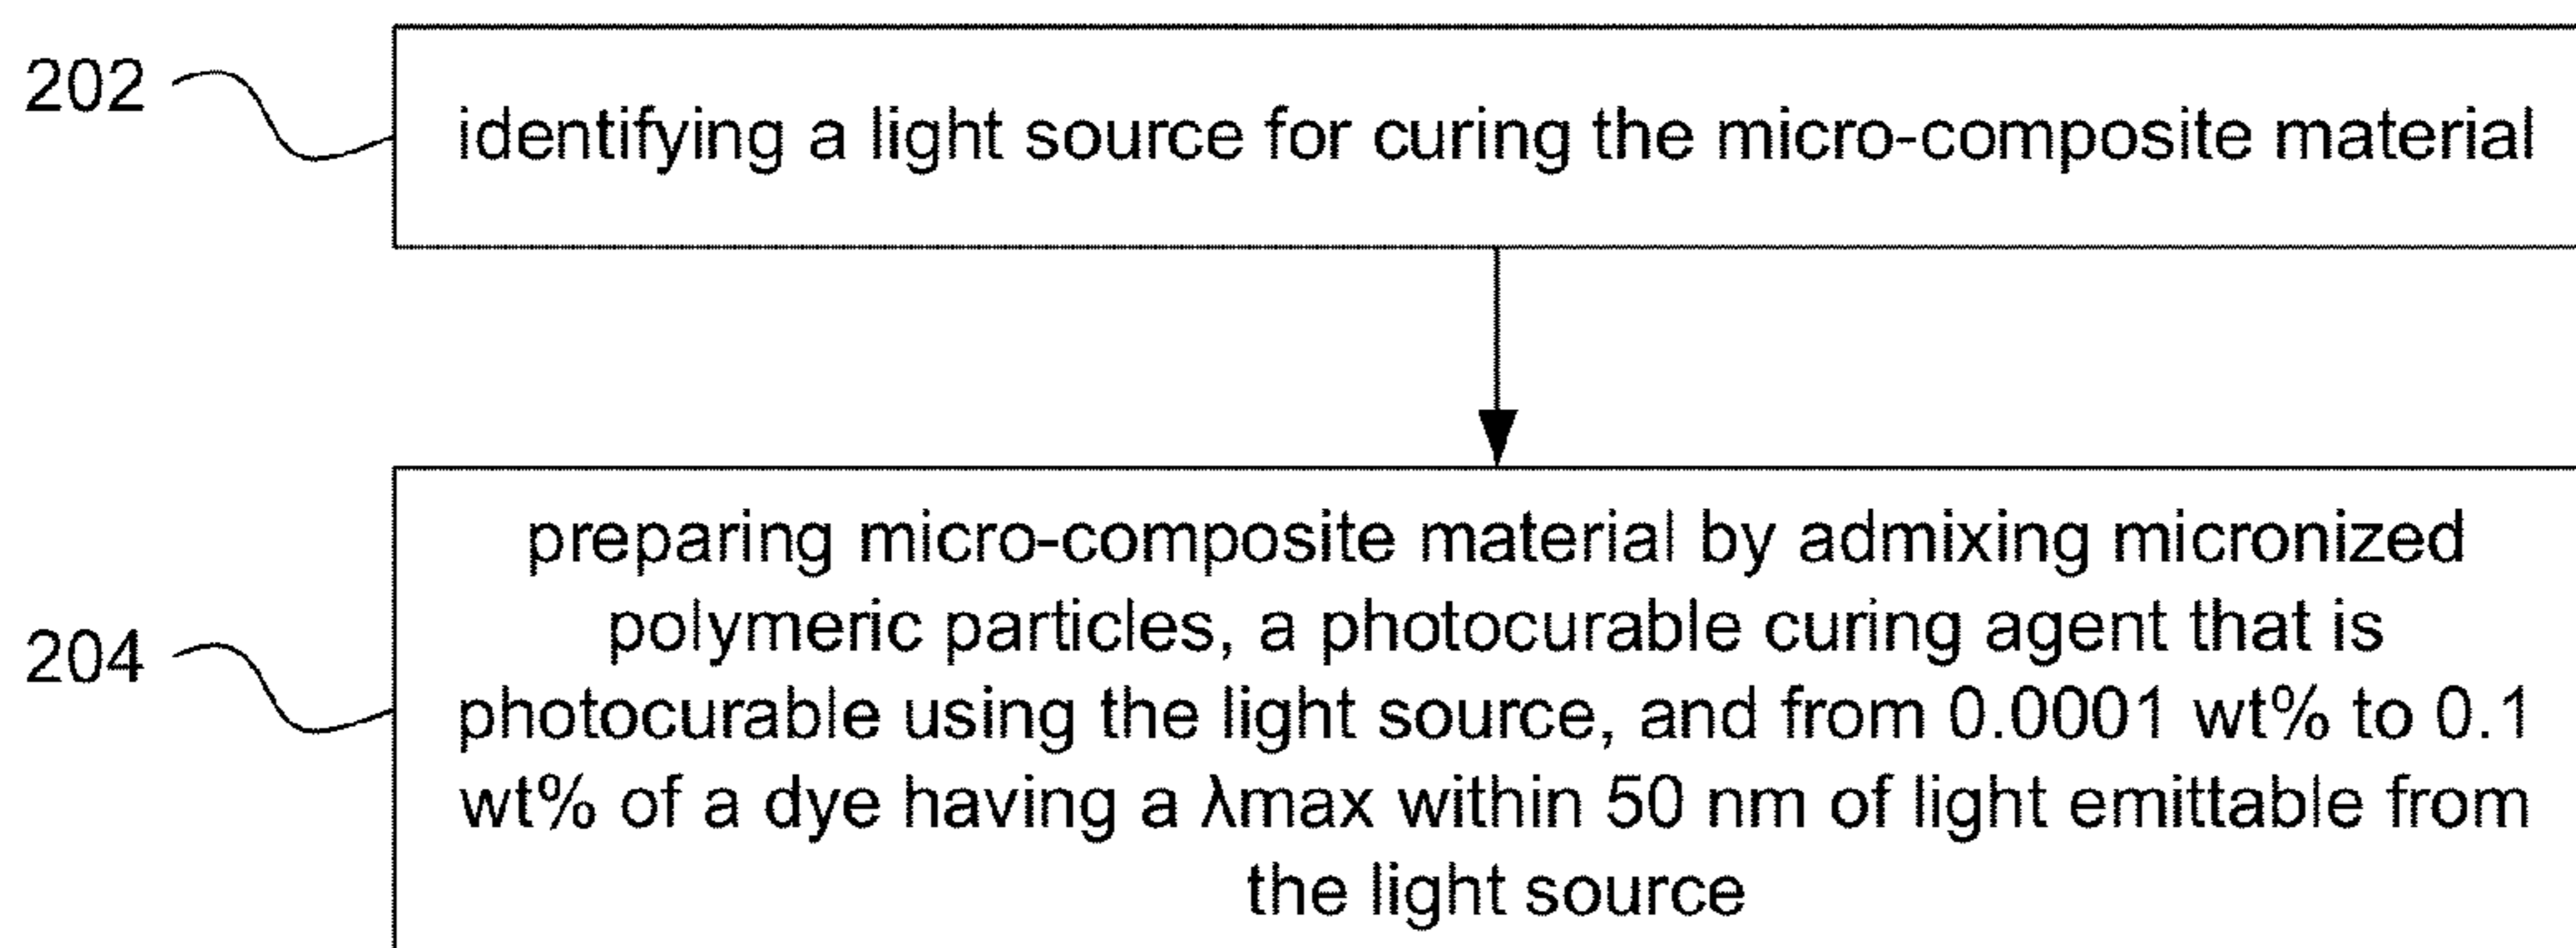 202
identifying a light source for curing the micro-composite material
204
preparing micro-composite material by admixing micronized
polymeric particles, a photocurable curing agent that is
photocurable using the light source, and from 0.0001 wt% to 0.1
wt% of a dye having a λmax within 50 nm of light emittable from
the light source